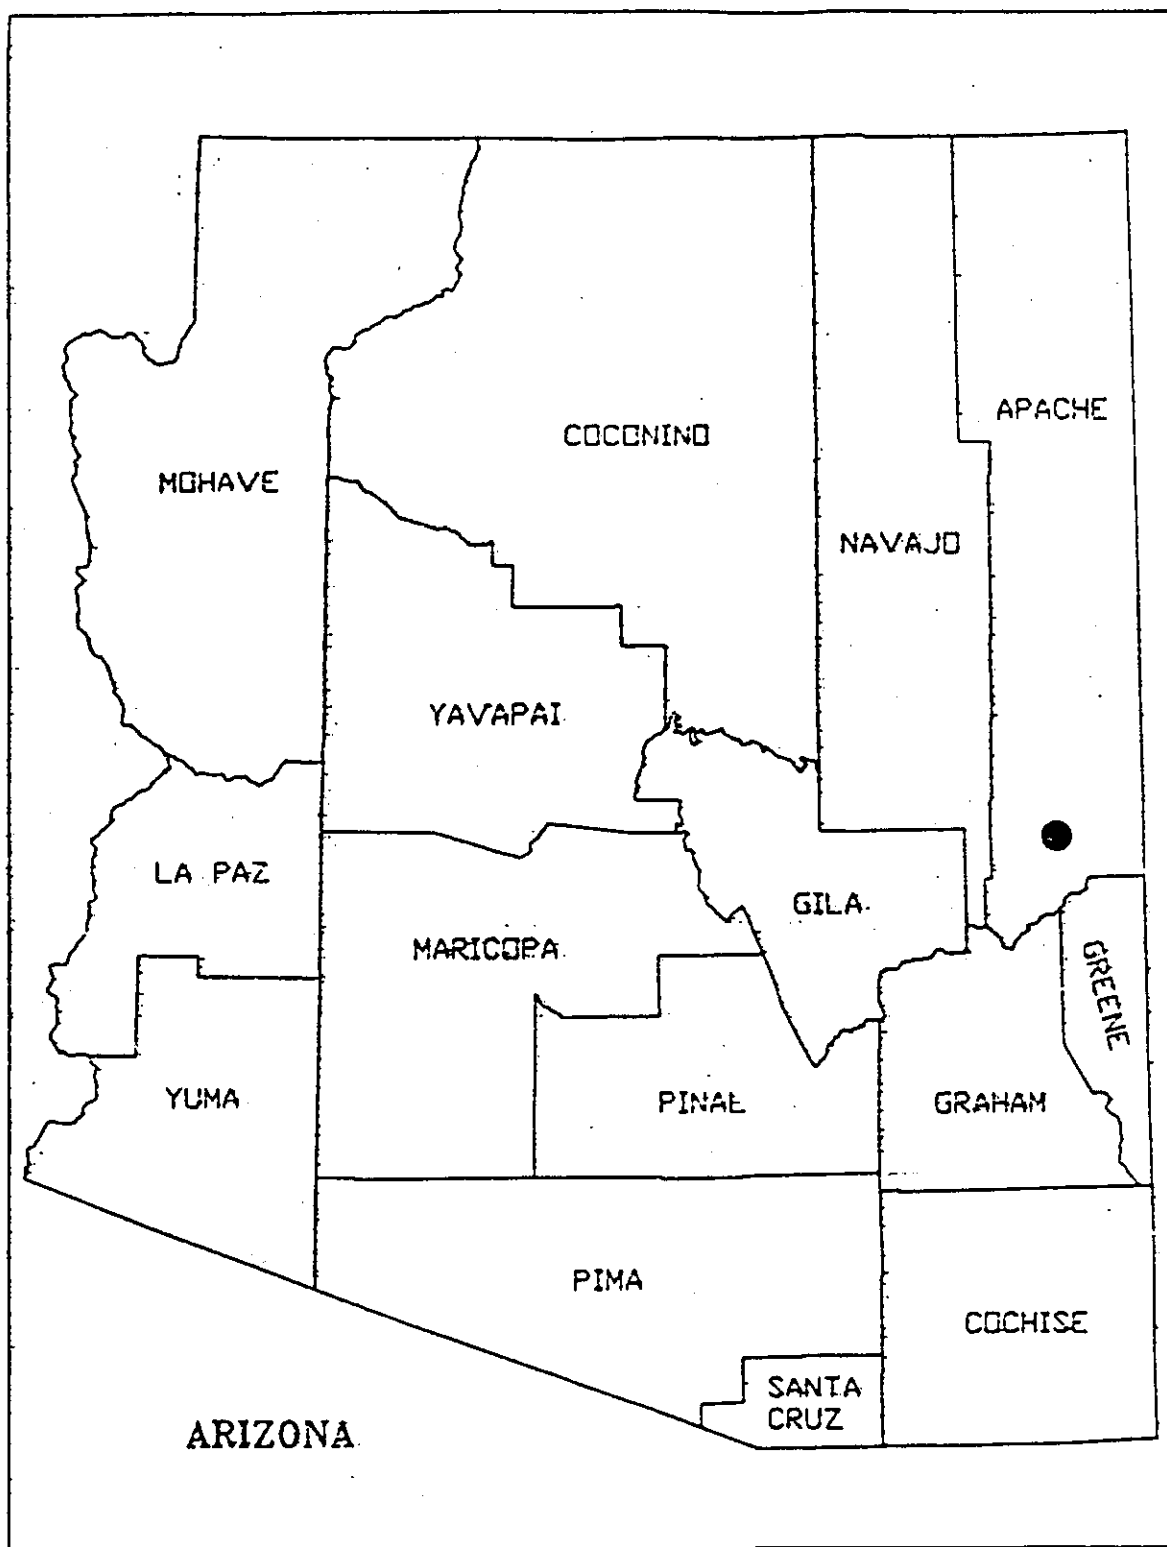 APACHE
COCONINO
MOHAVE
NAVAJO
YAVAPAI
LA PAZ
GILA
MARICOPA
GREENE
YUMA
PINAL
GRAHAM
PIMA
COCHISE
SANTA
CRUZ
ARIZONA